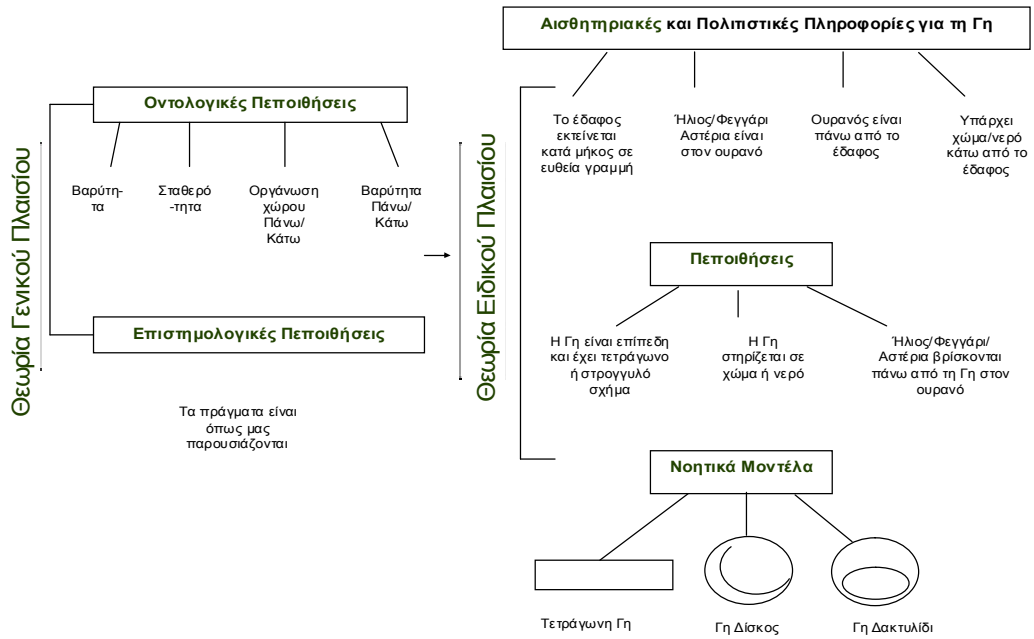 Αισθητηριακές και Πολιτιστικές Πληροφορίες για τη Γη
Το έδαφος
εκτείνεται
κατά μήκος σε
ευθεία γραμμή
Ήλιος/Φεγγάρι
Αστέρια είναι
στον ουρανό
Ουρανός είναι
πάνω από το
έδαφος
Υπάρχει
χώμα/νερό
κάτω από το
έδαφος
Οντολογικές Πεποιθήσεις
Βαρύτη-
τα
Σταθερό
-τητα
Οργάνωση
χώρου
Πάνω/
Κάτω
Βαρύτητα
Πάνω/
Κάτω
Θεωρία Γενικού Πλαισίου
Επιστημολογικές Πεποιθήσεις
Τα πράγματα είναι
όπως μας
παρουσιάζονται
Θεωρία Ειδικού Πλαισίου
Πεποιθήσεις
Η Γη είναι επίπεδη
και έχει τετράγωνο
ή στρογγυλό
σχήμα
Η Γη
στηρίζεται σε
χώμα ή νερό
Ήλιος/Φεγγάρι/
Αστέρια βρίσκονται
πάνω από τη Γη στον
ουρανό
Νοητικά Μοντέλα
Τετράγωνη Γη
Γη Δίσκος
Γη Δακτυλίδι